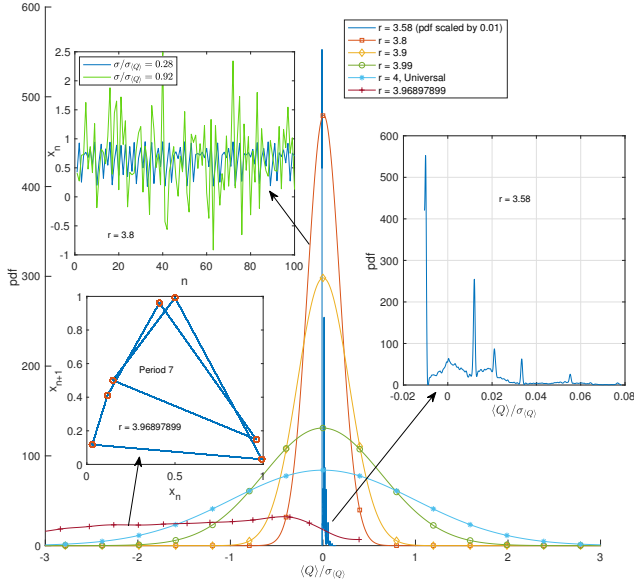 r = 3.58 (pdf scaled by 0.01)
r = 3.8
r = 3.9
r = 3.99
r = 4, Universal
r = 3.96897899
600
500
400
300
200
100
0
pdf
-3
-2
-1
0
1
2
3
⟨Q⟩/σ⟨Q⟩
σ/σ⟨Q⟩ = 0.28
σ/σ⟨Q⟩ = 0.92
2.5
2
1.5
1
0.5
0
-0.5
-1
xn
r = 3.8
0
20
40
60
80
100
n
1
0.8
0.6
0.4
0.2
0
xn+1
Period 7
r = 3.96897899
0
0.5
1
xn
600
500
400
300
200
100
0
pdf
r = 3.58
-0.02
0
0.02
0.04
0.06
0.08
⟨Q⟩/σ⟨Q⟩